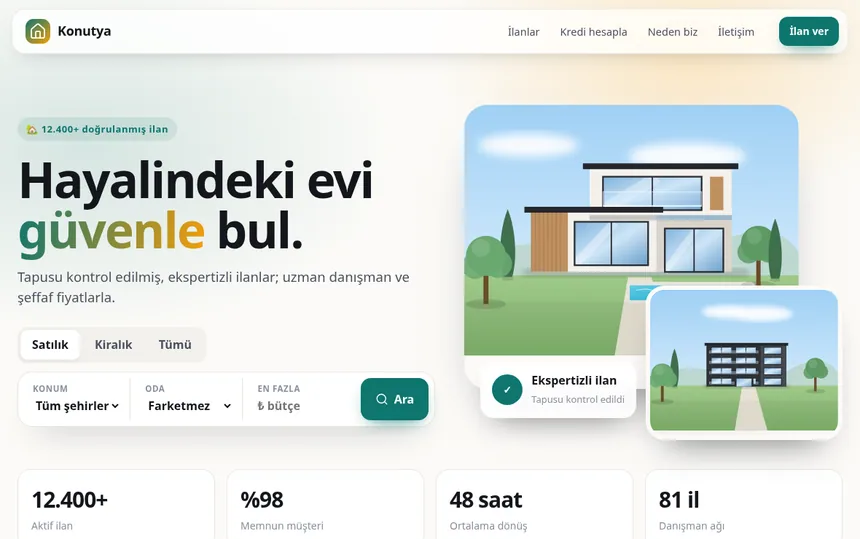 Konutya
İlanlar
Kredi hesapla
Neden biz
İletişim
İlan ver
🏡 12.400+ doğrulanmış ilan
Hayalindeki evi
güvenle bul.
Tapusu kontrol edilmiş, ekspertizli ilanlar; uzman danışman ve
şeffaf fiyatlarla.
Satılık
Kiralık
Tümü
KONUM
Tüm şehirler
ODA
Farketmez
EN FAZLA
₺ bütçe
Ara
✓
Ekspertizli ilan
Tapusu kontrol edildi
12.400+
Aktif ilan
%98
Memnun müşteri
48 saat
Ortalama dönüş
81 il
Danışman ağı